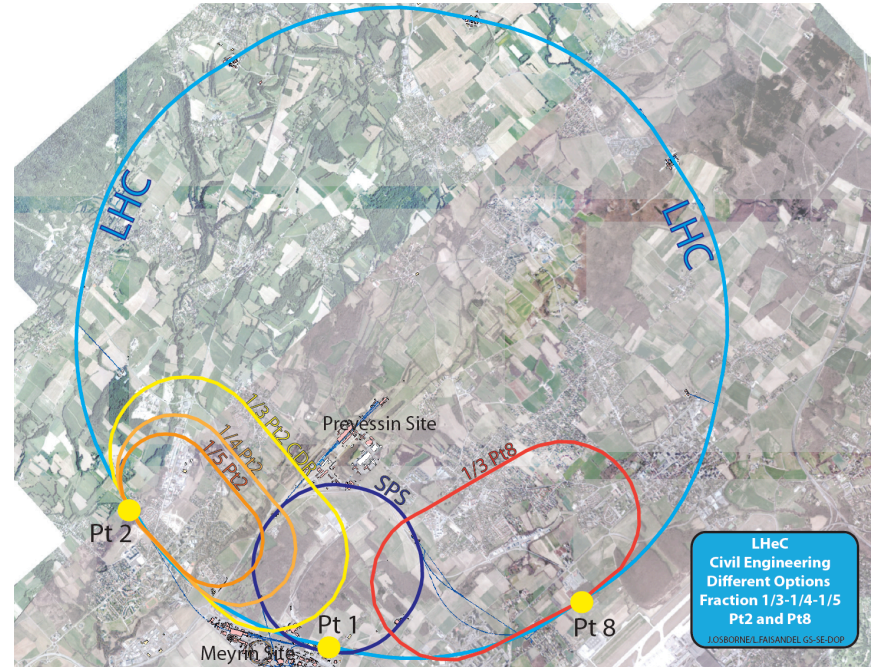 LHC
LHC
1/3 Pt2 CDR
1/4 Pt2
1/5 Pt2
Prevessin Site
SPS
1/3 Pt8
Pt 2
Pt 1
Pt 8
Meyrin Site
LHeC
Civil Engineering
Different Options
Fraction 1/3-1/4-1/5
Pt2 and Pt8
J.OSBORNE/L.FAISANDEL GS-SE-DOP